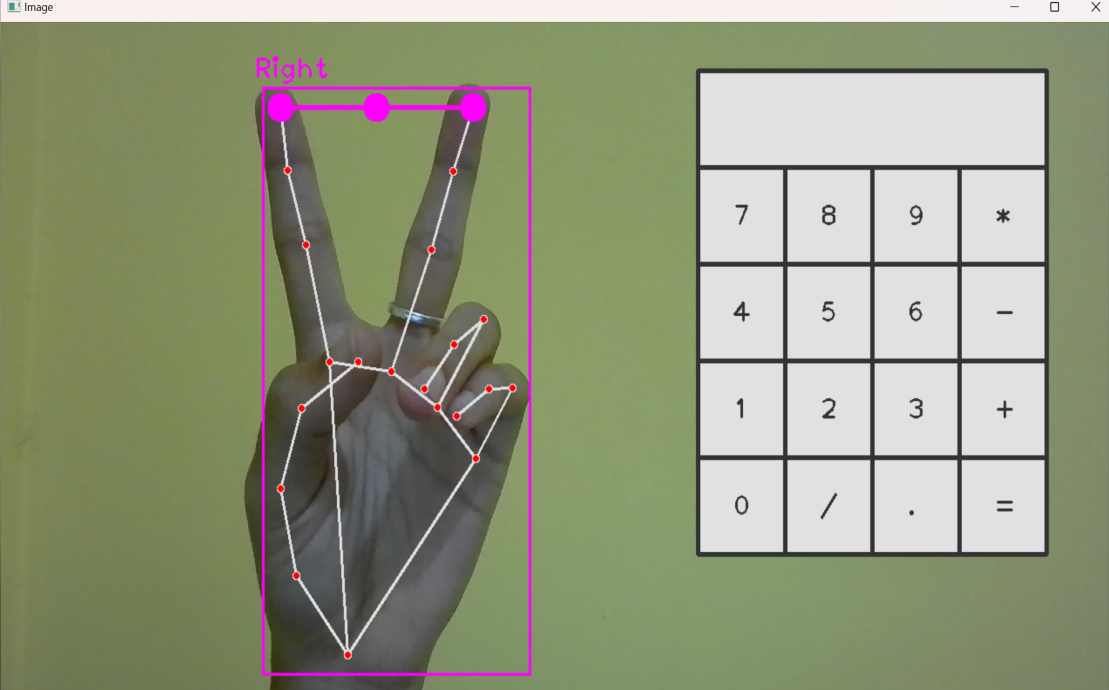 Image
Right
7 8 9 *
4 5 6 -
1 2 3 +
0 / . =